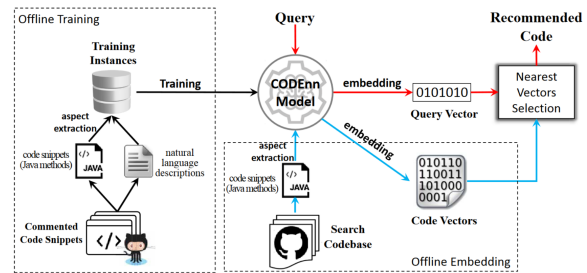 Offline Training
Training
Instances
Training
aspect
extraction
code snippets
(Java methods)
</>
JAVA
natural
language
descriptions
Commented
Code Snippets
</>
Query
CODEnn
Model
embedding
0101010
Query Vector
Recommended
Code
Nearest
Vectors
Selection
embedding
aspect
extraction
code snippets
(Java methods)
</>
JAVA
Search
Codebase
010110
110011
101000
0001
Code Vectors
Offline Embedding